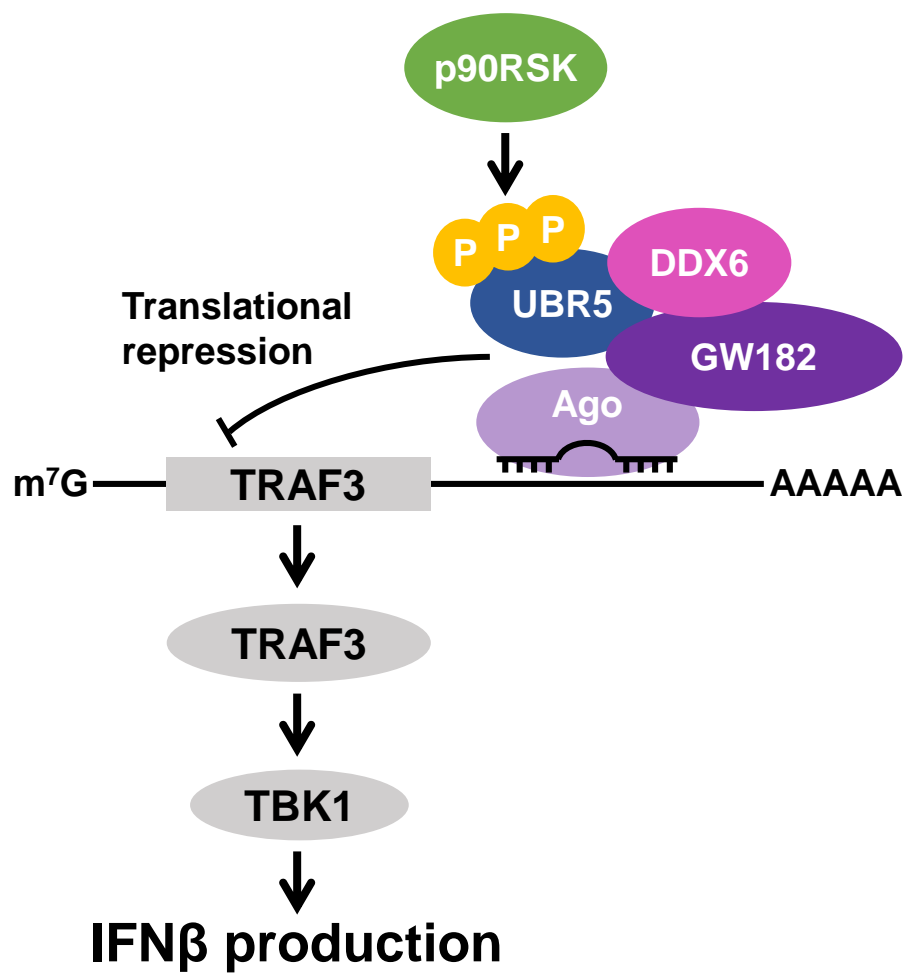 p90RSK
P P P
DDX6
UBR5
Translational
repression
GW182
Ago
m⁷G TRAF3 AAAAA
TRAF3
TBK1
IFNβ production